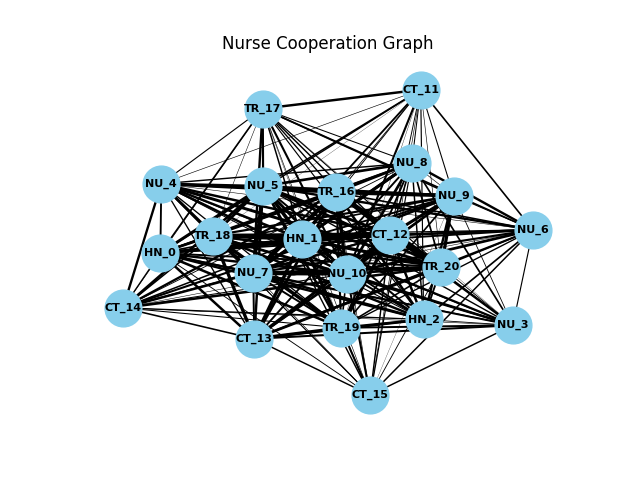 Nurse Cooperation Graph
CT_11
TR_17
NU_8
NU_4
NU_5
TR_16
NU_9
NU_6
TR_18
HN_1
CT_12
HN_0
NU_7
NU_10
TR_20
CT_14
HN_2
NU_3
TR_19
CT_13
CT_15